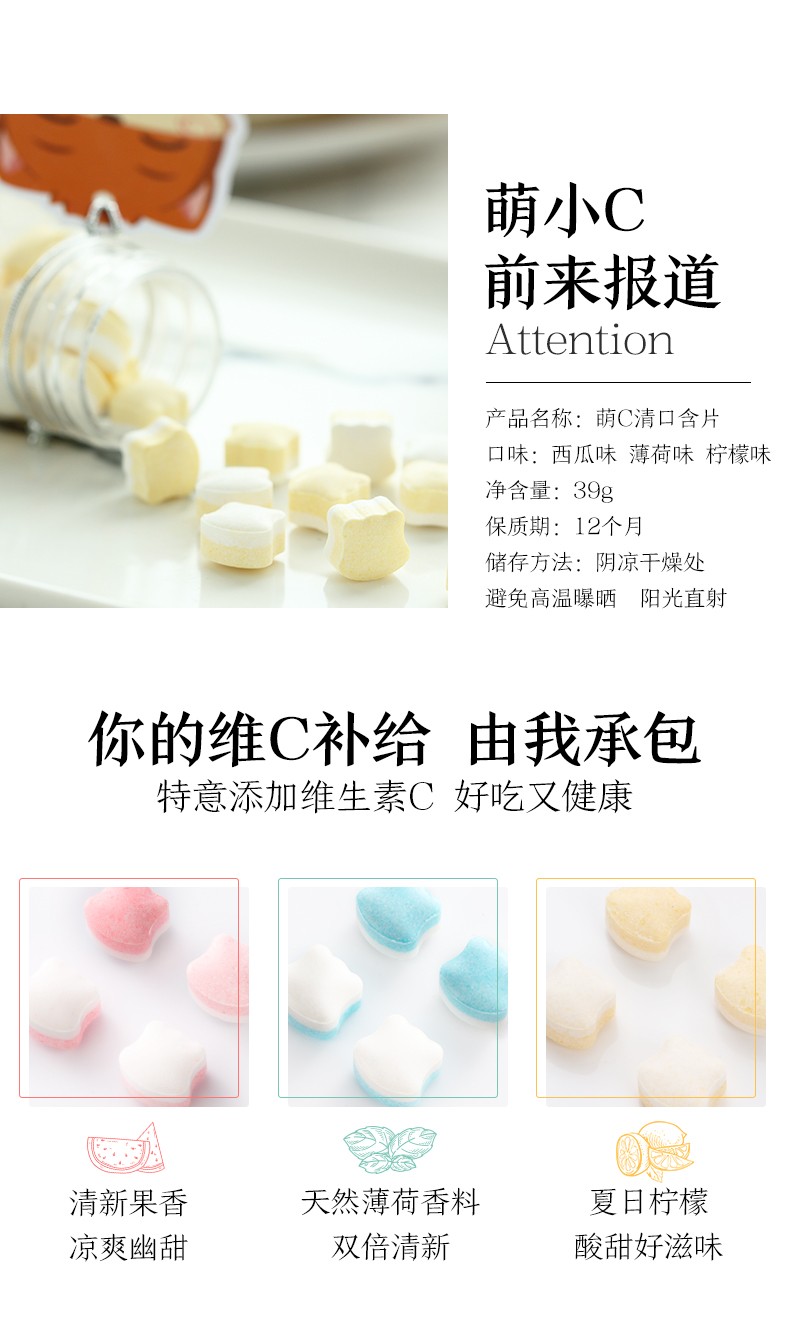 萌小C
前来报道
Attention
产品名称：萌C清口含片
口味：西瓜味 薄荷味 柠檬味
净含量：39g
保质期：12个月
储存方法：阴凉干燥处
避免高温曝晒 阳光直射
你的维C补给 由我承包
特意添加维生素C 好吃又健康
清新果香
凉爽幽甜
天然薄荷香料
双倍清新
夏日柠檬
酸甜好滋味